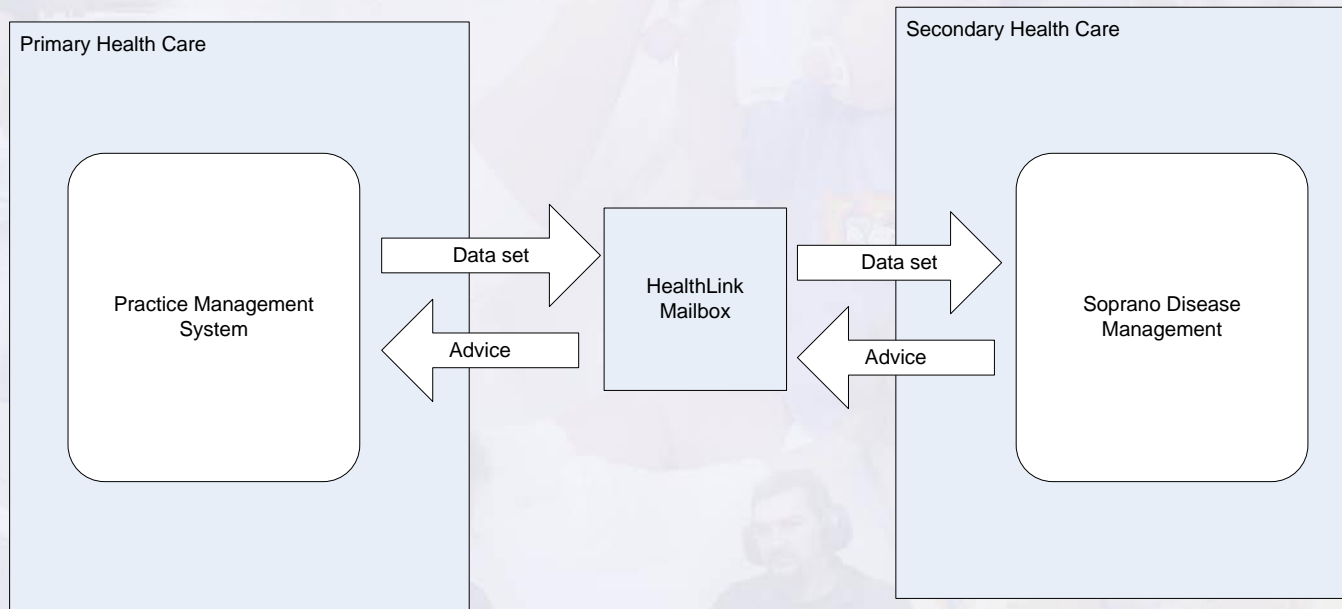 Primary Health Care
Secondary Health Care
Practice Management
System
Data set
Advice
HealthLink
Mailbox
Data set
Advice
Soprano Disease
Management